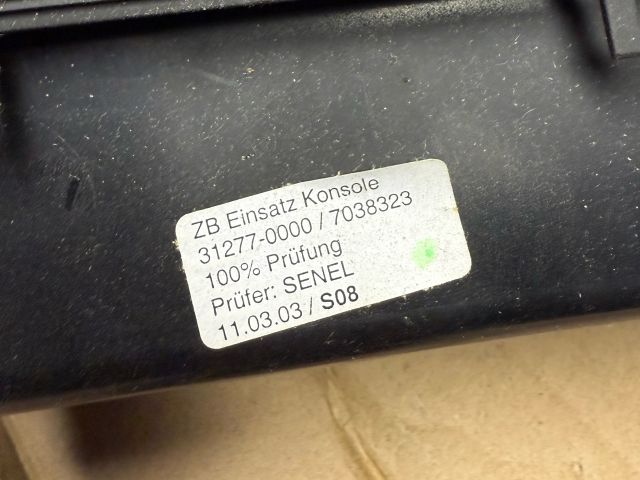 ZB Einsatz Konsole
31277-0000 / 7038323
100% Prüfung
Prüfer: SENEL
11.03.03 / S08